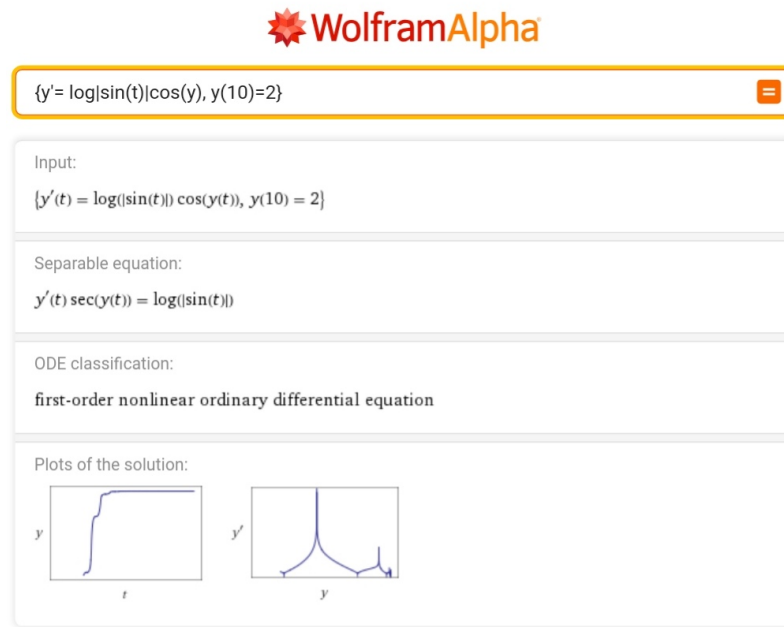 WolframAlpha
{y'= log|sin(t)|cos(y), y(10)=2}
=
Input:
{y′(t) = log(|sin(t)|) cos(y(t)), y(10) = 2}
Separable equation:
y′(t) sec(y(t)) = log(|sin(t)|)
ODE classification:
first-order nonlinear ordinary differential equation
Plots of the solution:
y
t
y′
y